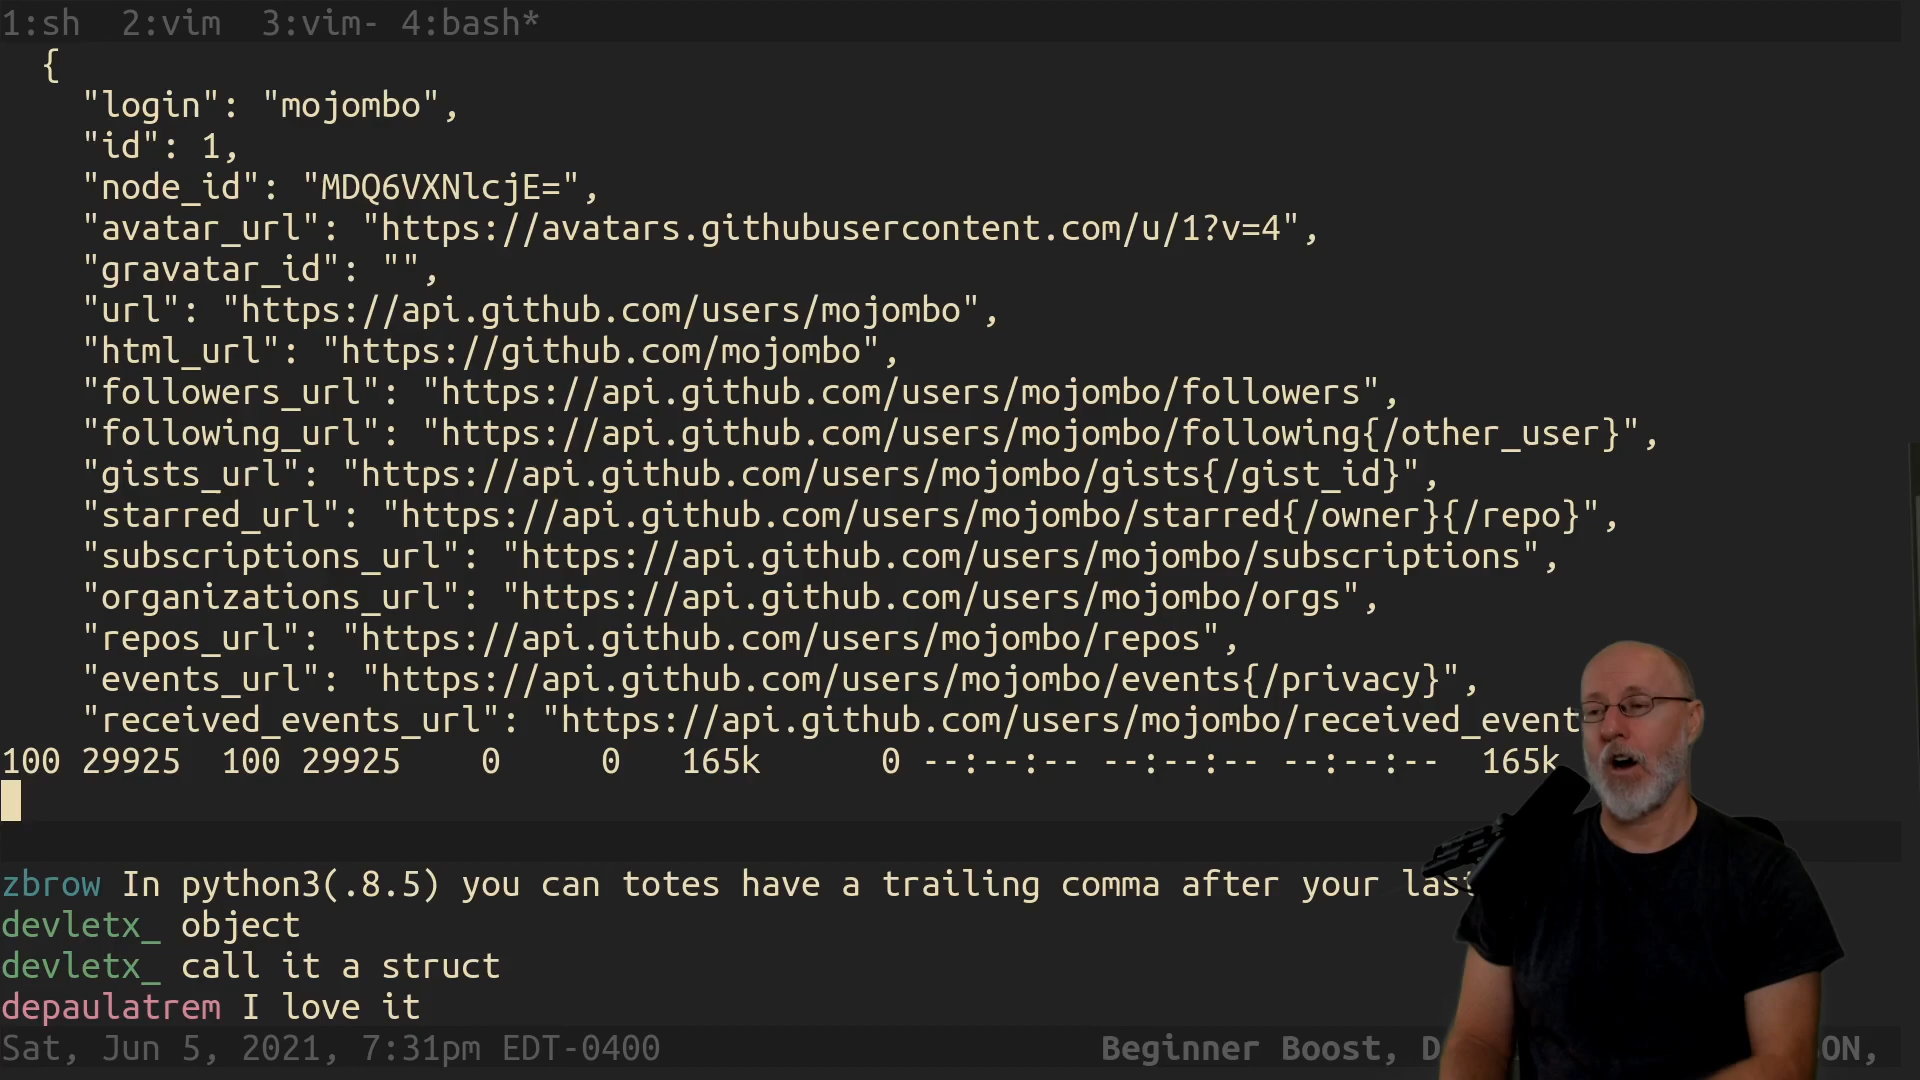 1:sh  2:vim  3:vim- 4:bash*
{
"login": "mojombo",
"id": 1,
"node_id": "MDQ6VXNlcjE=",
"avatar_url": "https://avatars.githubusercontent.com/u/1?v=4",
"gravatar_id": "",
"url": "https://api.github.com/users/mojombo",
"html_url": "https://github.com/mojombo",
"followers_url": "https://api.github.com/users/mojombo/followers",
"following_url": "https://api.github.com/users/mojombo/following{/other_user}",
"gists_url": "https://api.github.com/users/mojombo/gists{/gist_id}",
"starred_url": "https://api.github.com/users/mojombo/starred{/owner}{/repo}",
"subscriptions_url": "https://api.github.com/users/mojombo/subscriptions",
"organizations_url": "https://api.github.com/users/mojombo/orgs",
"repos_url": "https://api.github.com/users/mojombo/repos",
"events_url": "https://api.github.com/users/mojombo/events{/privacy}",
"received_events_url": "https://api.github.com/users/mojombo/received_event
100 29925  100 29925    0     0   165k      0 --:--:-- --:--:-- --:--:--  165k
zbrow In python3(.8.5) you can totes have a trailing comma after your last
devletx_ object
devletx_ call it a struct
depaulatrem I love it
Sat, Jun 5, 2021, 7:31pm EDT-0400 Beginner Boost, D ON,